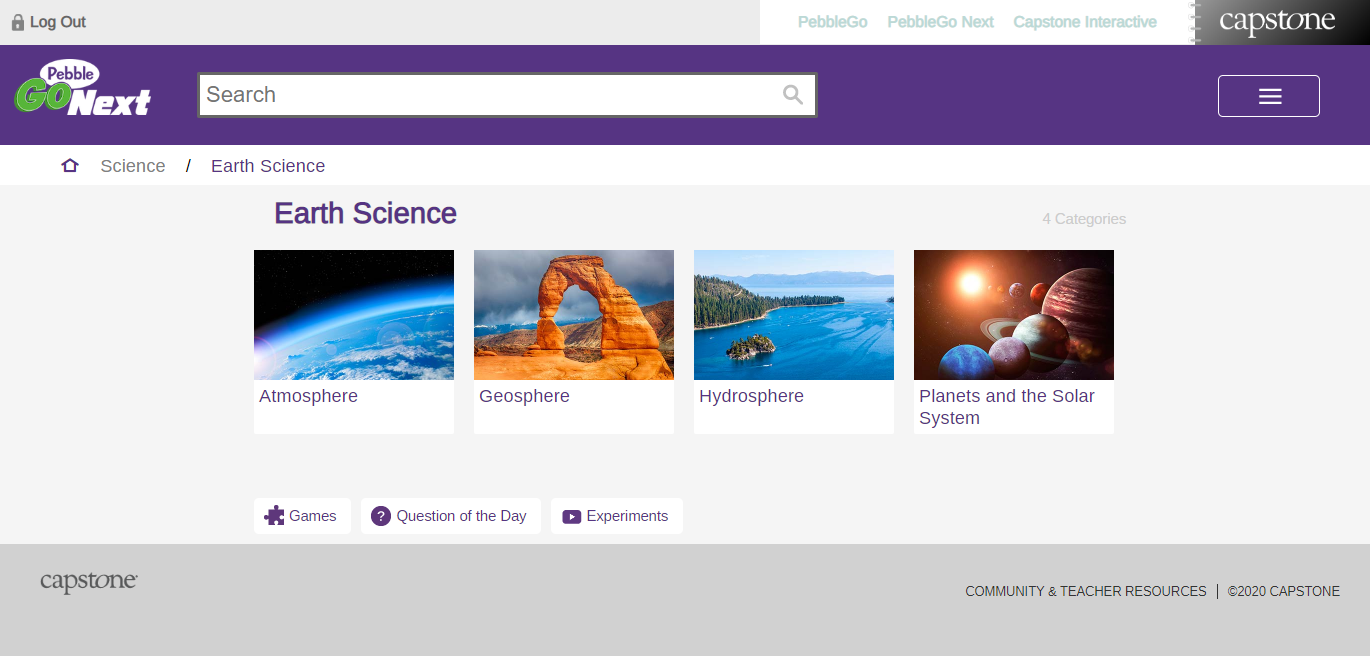 Log Out
PebbleGo PebbleGo Next Capstone Interactive capstone
Pebble
GO Next
Search
Science / Earth Science
Earth Science
4 Categories
Atmosphere
Geosphere
Hydrosphere
Planets and the Solar
System
Games
? Question of the Day
Experiments
capstone
COMMUNITY & TEACHER RESOURCES | ©2020 CAPSTONE